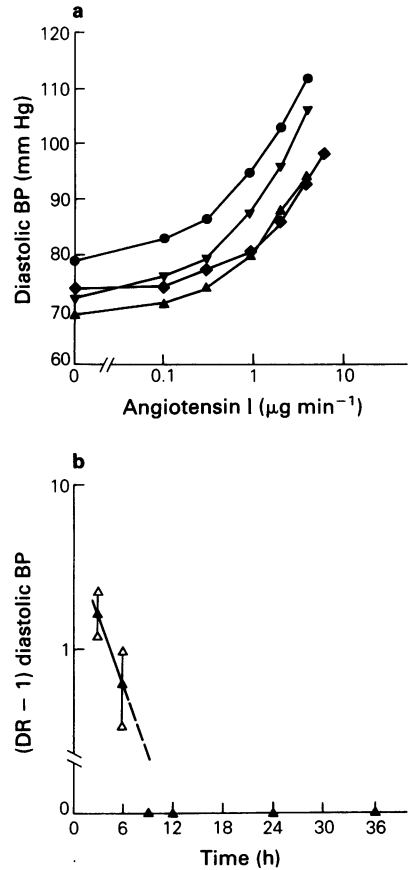 a
120
110
100
90
80
70
60
Diastolic BP (mm Hg)
0 0.1 1 10
Angiotensin I (μg min−1)
b
10
1
0
(DR − 1) diastolic BP
0 6 12 18 24 30 36
Time (h)